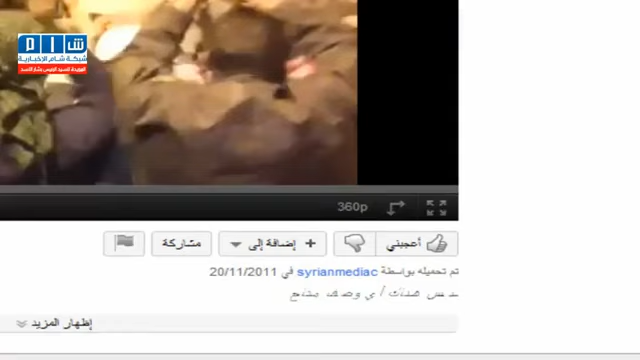 شام
شبكة شام الإخبارية
360p
أعجبني
إضافة إلى
مشاركة
تم تحميله بواسطة syrianmediac في 20/11/2011
إظهار المزيد